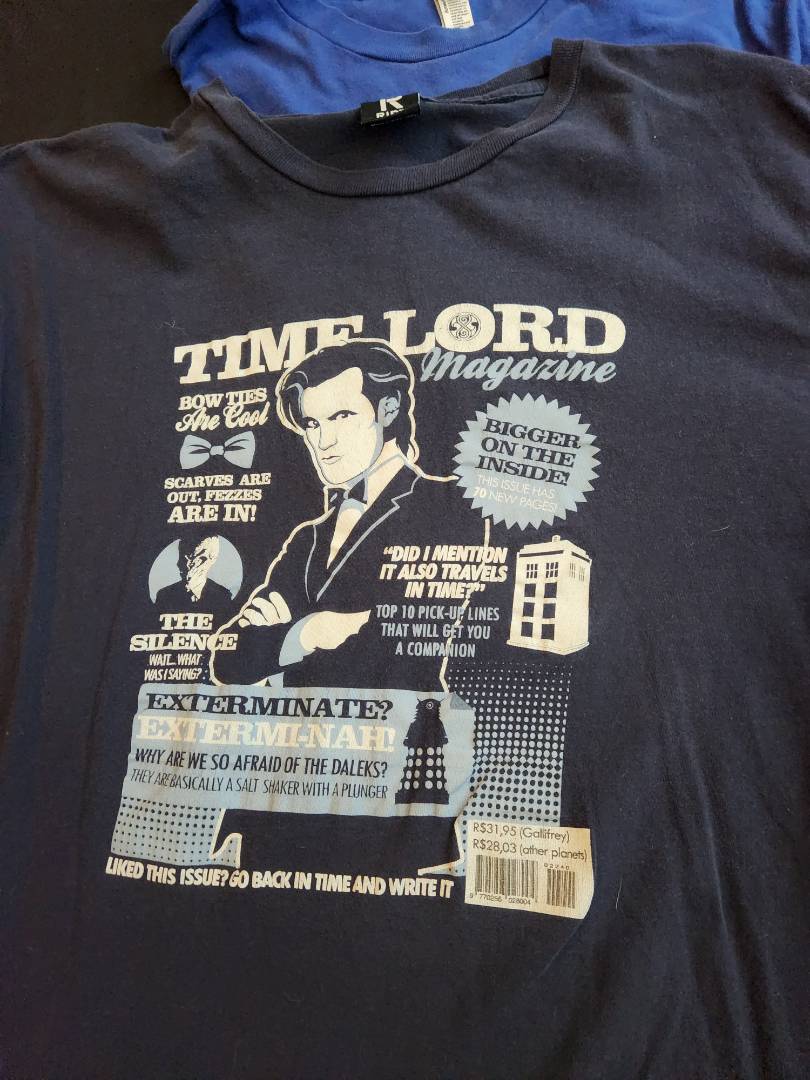 TIME LORD
Magazine
BOW TIES
Are Cool
SCARVES ARE
OUT, FEZZES
ARE IN!
BIGGER
ON THE
INSIDE!
THIS ISSUE HAS
70 NEW PAGES!
"DID I MENTION
IT ALSO TRAVELS
IN TIME?"
TOP 10 PICK-UP LINES
THAT WILL GET YOU
A COMPANION
THE
SILENCE
WAIT... WHAT
WAS I SAYING?
EXTERMINATE?
EXTERMI-NAH!
WHY ARE WE SO AFRAID OF THE DALEKS?
THEY ARE BASICALLY A SALT SHAKER WITH A PLUNGER
R$31,95 (Gallifrey)
R$28,03 (other planets)
02240
9 770256 028004
LIKED THIS ISSUE? GO BACK IN TIME AND WRITE IT